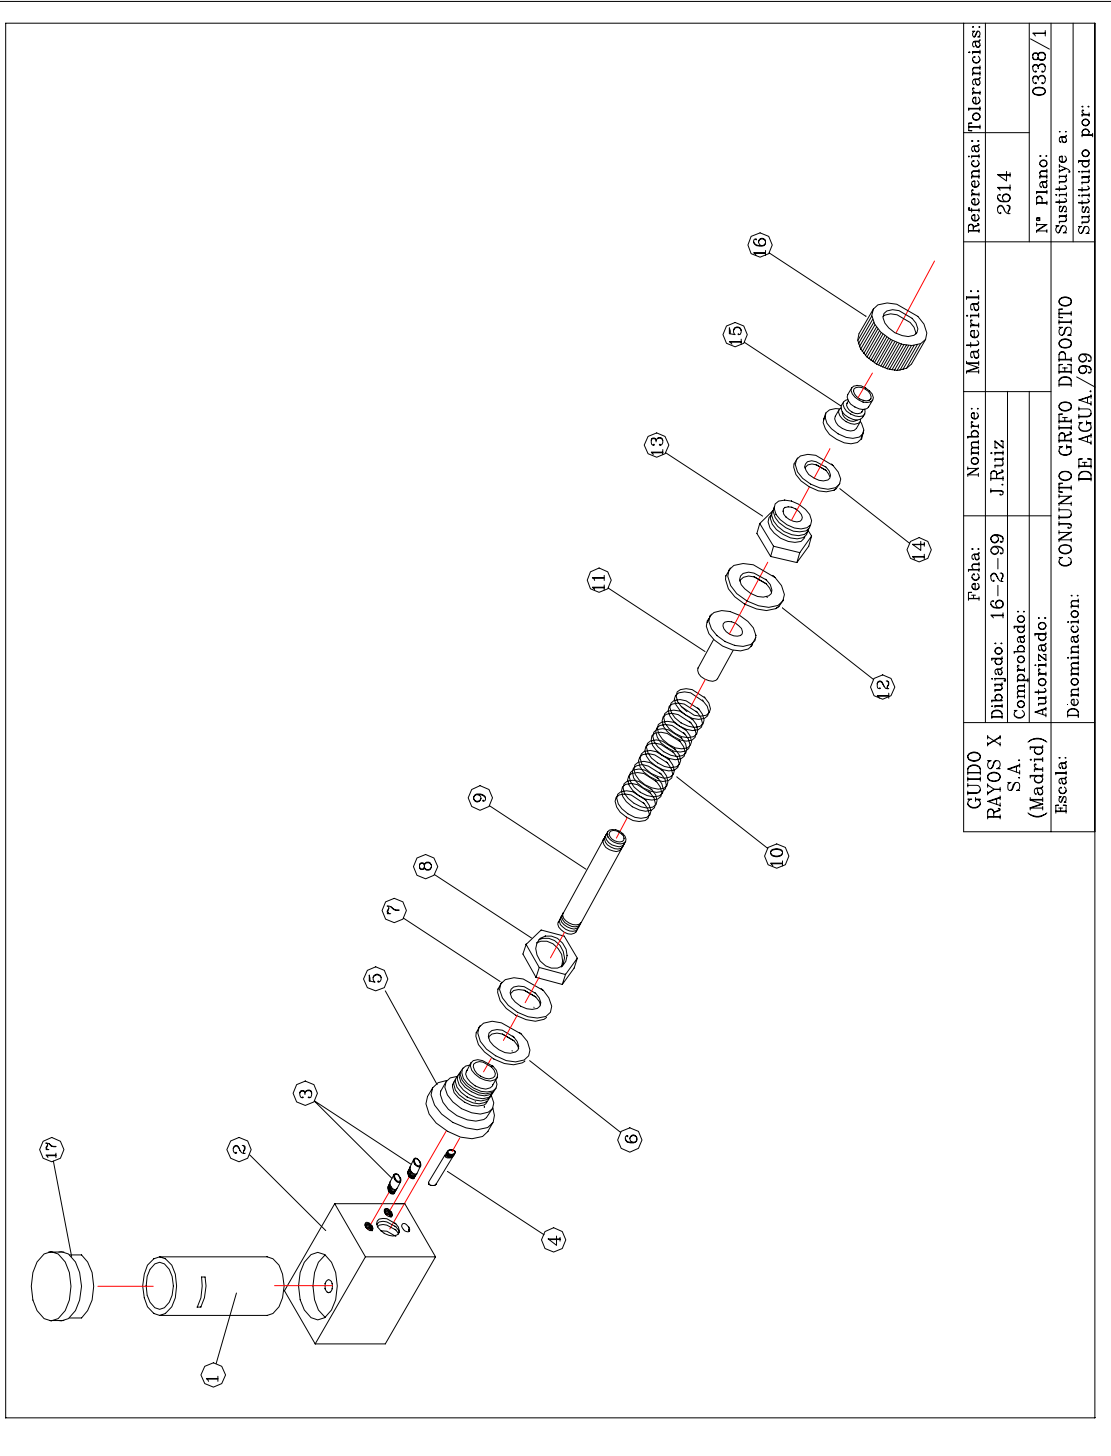 17
1
2
3
4
5
6
7
8
9
10
11
12
13
14
15
16
GUIDO
RAYOS X
S.A.
(Madrid)
Escala:
Fecha:
Nombre:
Material:
Referencia:
Tolerancias:
Dibujado: 16-2-99
J.Ruiz
2614
Comprobado:
Autorizado:
Nº Plano: 0338/1
Denominacion: CONJUNTO GRIFO DEPOSITO
DE AGUA./99
Sustituye a:
Sustituido por: